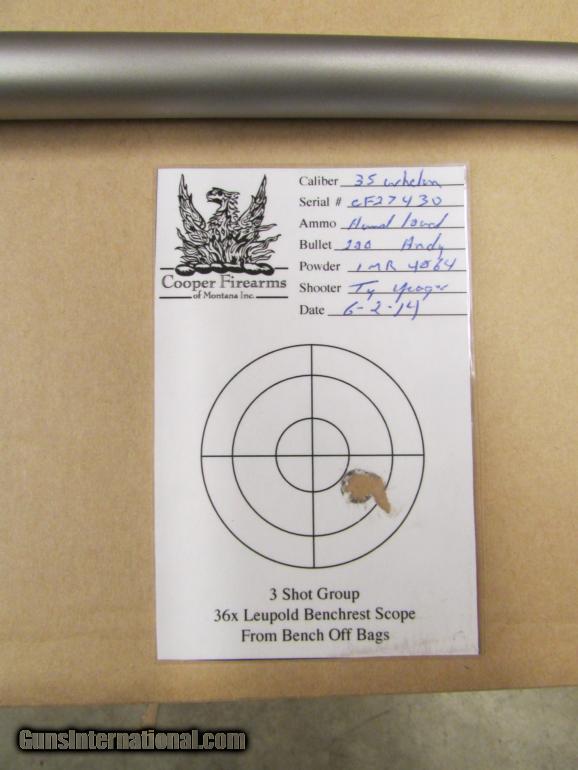 Caliber 35 Whelen
Serial # CF27430
Ammo Hand load
Bullet 200 Hndy
Powder IMR 4064
Shooter Ty Yeager
Date 6-2-14
Cooper Firearms
of Montana Inc.
3 Shot Group
36x Leupold Benchrest Scope
From Bench Off Bags
GunsInternational.com